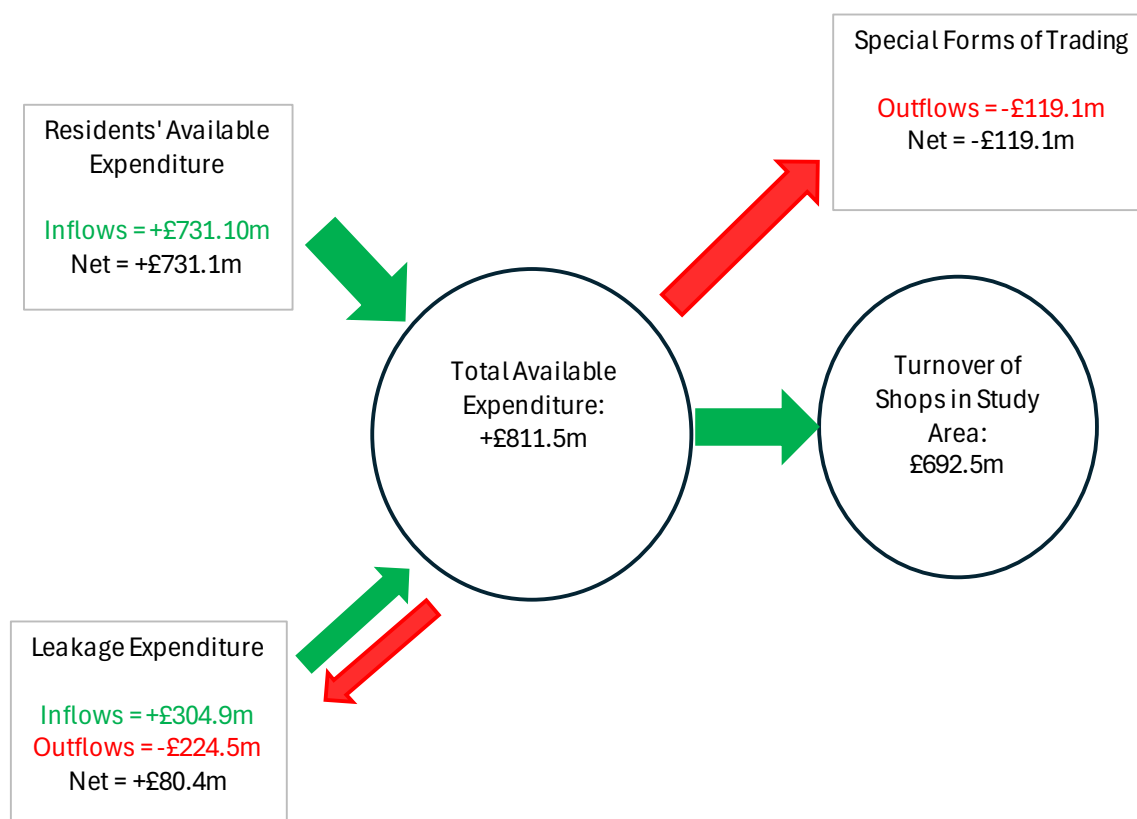 Special Forms of Trading
Outflows = -£119.1m
Net = -£119.1m
Residents' Available
Expenditure
Inflows = +£731.10m
Net = +£731.1m
Total Available
Expenditure:
+£811.5m
Turnover of
Shops in Study
Area:
£692.5m
Leakage Expenditure
Inflows = +£304.9m
Outflows = -£224.5m
Net = +£80.4m